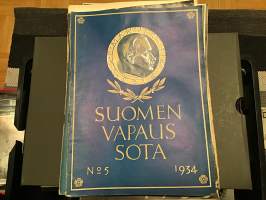 SUOMEN
VAPAUS
SOTA
No 5 1934